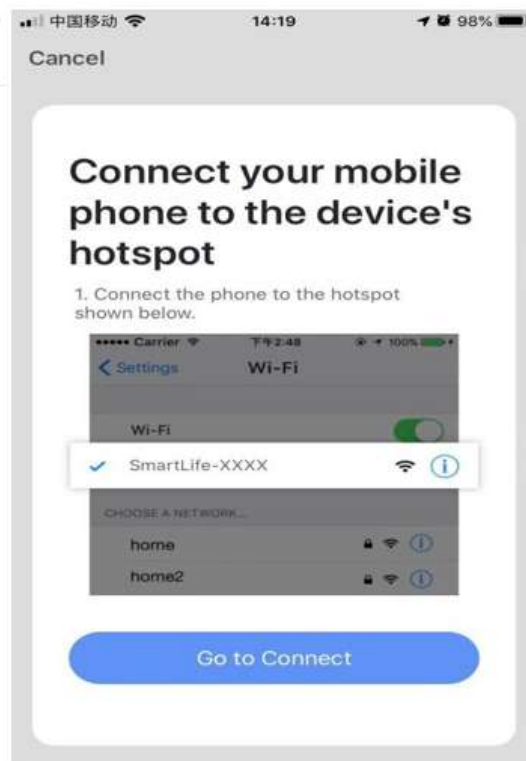 中国移动 14:19 98%
Cancel
Connect your mobile
phone to the device's
hotspot
1. Connect the phone to the hotspot
shown below.
Carrier 下午2:48 100%
Settings Wi-Fi
Wi-Fi
SmartLife-XXXX
CHOOSE A NETWORK...
home
home2
Go to Connect